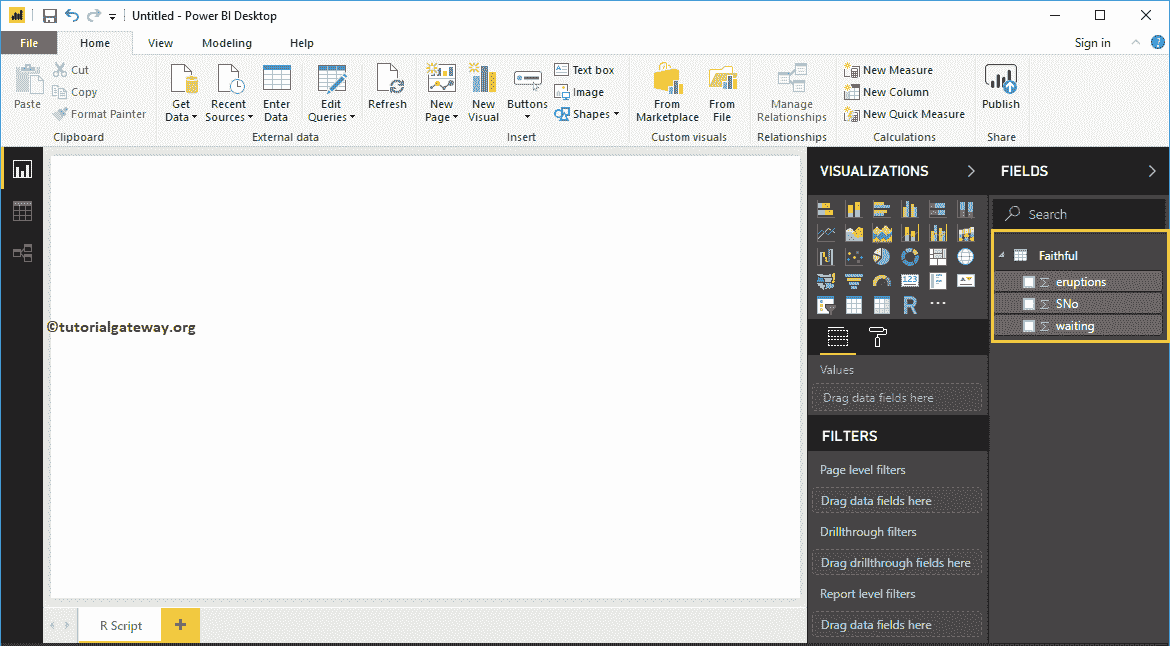 Untitled - Power BI Desktop
File Home View Modeling Help Sign in
Paste
Cut
Copy
Format Painter
Clipboard
Get Data
Recent Sources
Enter Data
Edit Queries
External data
Refresh
New Page
New Visual
Buttons
Text box
Image
Shapes
Insert
From Marketplace
From File
Custom visuals
Manage Relationships
Relationships
New Measure
New Column
New Quick Measure
Calculations
Publish
Share
©tutorialgateway.org
R Script
+
VISUALIZATIONS
123
R
Values
Drag data fields here
FILTERS
Page level filters
Drag data fields here
Drillthrough filters
Drag drillthrough fields here
Report level filters
Drag data fields here
FIELDS
Search
Faithful
Σ eruptions
Σ SNo
Σ waiting